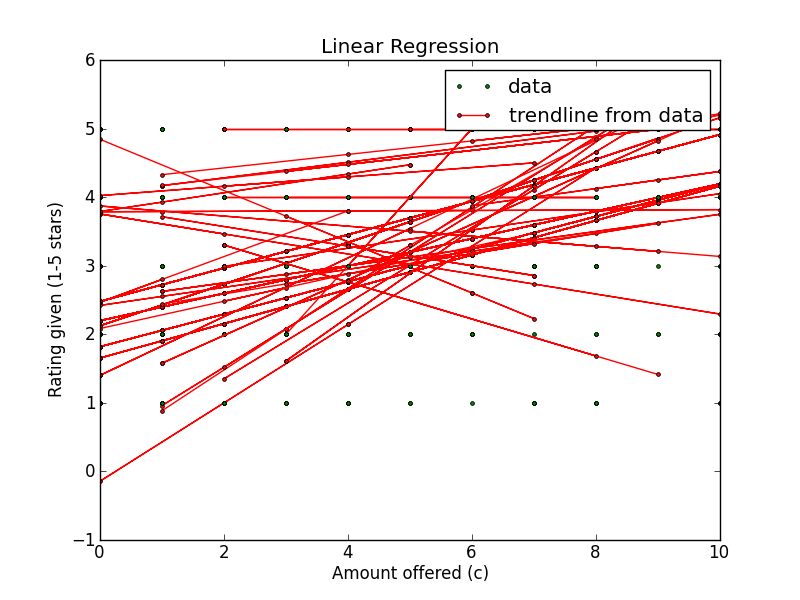 Linear Regression
data
trendline from data
6
5
4
3
2
1
0
−1
Rating given (1-5 stars)
0 2 4 6 8 10
Amount offered (c)